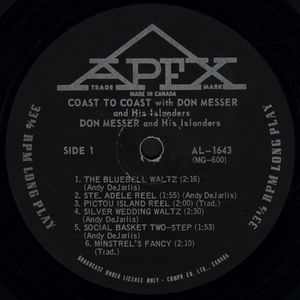 APEX
TRADE MARK
MADE IN CANADA
COAST TO COAST with DON MESSER
and His Islanders
DON MESSER and His Islanders
SIDE 1
AL-1643
(MG-600)
33⅓ RPM LONG PLAY
33⅓ RPM LONG PLAY
1. THE BLUEBELL WALTZ (2:16)
(Andy DeJarlis)
2. STE. ADELE REEL (1:55) (Andy DeJarlis)
3. PICTOU ISLAND REEL (2:00) (Trad.)
4. SILVER WEDDING WALTZ (2:30)
(Andy DeJarlis)
5. SOCIAL BASKET TWO-STEP (1:53)
(Andy DeJarlis)
6. MINSTREL'S FANCY (2:10)
(Trad.)
BROADCAST UNDER LICENCE ONLY - COMPO CO. LTD., CANADA